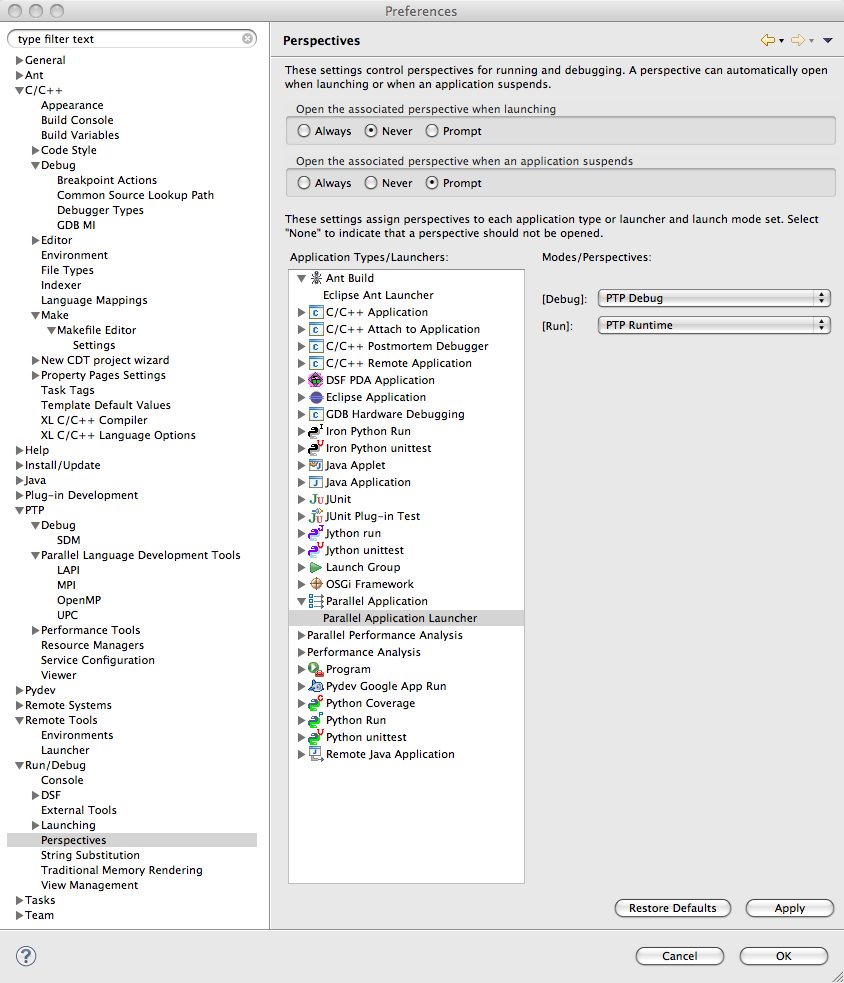 Preferences
type filter text
General
Ant
C/C++
Appearance
Build Console
Build Variables
Code Style
Debug
Breakpoint Actions
Common Source Lookup Path
Debugger Types
GDB MI
Editor
Environment
File Types
Indexer
Language Mappings
Make
Makefile Editor
Settings
New CDT project wizard
Property Pages Settings
Task Tags
Template Default Values
XL C/C++ Compiler
XL C/C++ Language Options
Help
Install/Update
Java
Plug-in Development
PTP
Debug
SDM
Parallel Language Development Tools
LAPI
MPI
OpenMP
UPC
Performance Tools
Resource Managers
Service Configuration
Viewer
Pydev
Remote Systems
Remote Tools
Environments
Launcher
Run/Debug
Console
DSF
External Tools
Launching
Perspectives
String Substitution
Traditional Memory Rendering
View Management
Tasks
Team
Perspectives
These settings control perspectives for running and debugging. A perspective can automatically open
when launching or when an application suspends.
Open the associated perspective when launching
Always Never Prompt
Open the associated perspective when an application suspends
Always Never Prompt
These settings assign perspectives to each application type or launcher and launch mode set. Select
"None" to indicate that a perspective should not be opened.
Application Types/Launchers:
Ant Build
Eclipse Ant Launcher
C/C++ Application
C/C++ Attach to Application
C/C++ Postmortem Debugger
C/C++ Remote Application
DSF PDA Application
Eclipse Application
GDB Hardware Debugging
Iron Python Run
Iron Python unittest
Java Applet
Java Application
JUnit
JUnit Plug-in Test
Jython run
Jython unittest
Launch Group
OSGi Framework
Parallel Application
Parallel Application Launcher
Parallel Performance Analysis
Performance Analysis
Program
Pydev Google App Run
Python Coverage
Python Run
Python unittest
Remote Java Application
Modes/Perspectives:
[Debug]: PTP Debug
[Run]: PTP Runtime
Restore Defaults Apply
? Cancel OK